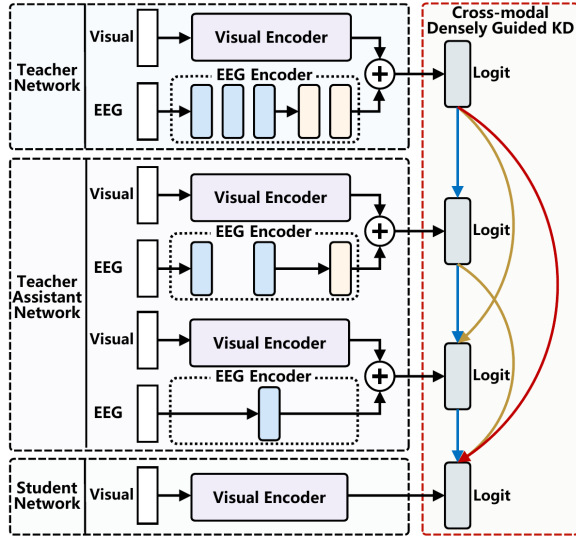 Cross-modal
Densely Guided KD
Teacher
Network
Visual
Visual Encoder
EEG Encoder
EEG
Logit
Teacher
Assistant
Network
Visual
Visual Encoder
EEG Encoder
EEG
Logit
Visual
Visual Encoder
EEG Encoder
EEG
Logit
Student
Network
Visual
Visual Encoder
Logit